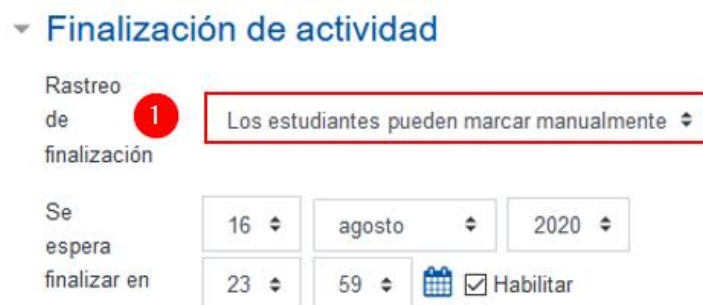 Finalización de actividad
Rastreo
de
finalización
1
Los estudiantes pueden marcar manualmente
Se
espera
finalizar en
16 agosto 2020
23 59 Habilitar